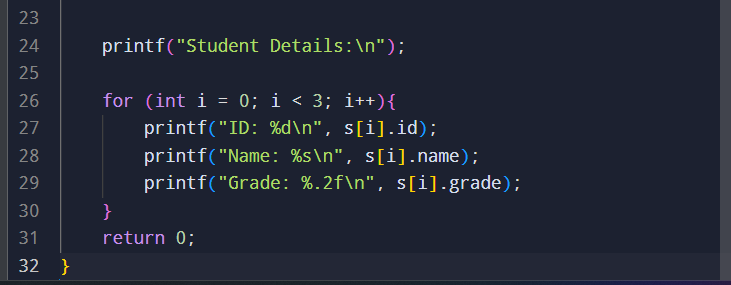 23
24 printf("Student Details:\n");
25
26 for (int i = 0; i < 3; i++){
27 printf("ID: %d\n", s[i].id);
28 printf("Name: %s\n", s[i].name);
29 printf("Grade: %.2f\n", s[i].grade);
30 }
31 return 0;
32 }